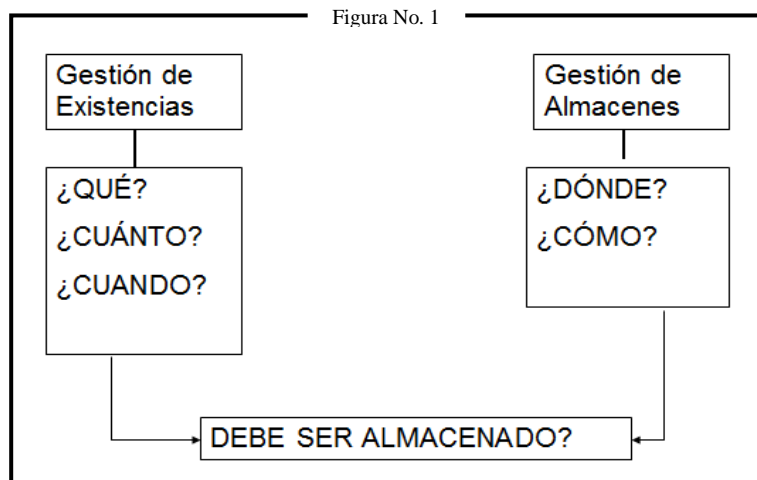 Figura No. 1
Gestión de
Existencias
¿QUÉ?
¿CUÁNTO?
¿CUANDO?
Gestión de
Almacenes
¿DÓNDE?
¿CÓMO?
DEBE SER ALMACENADO?